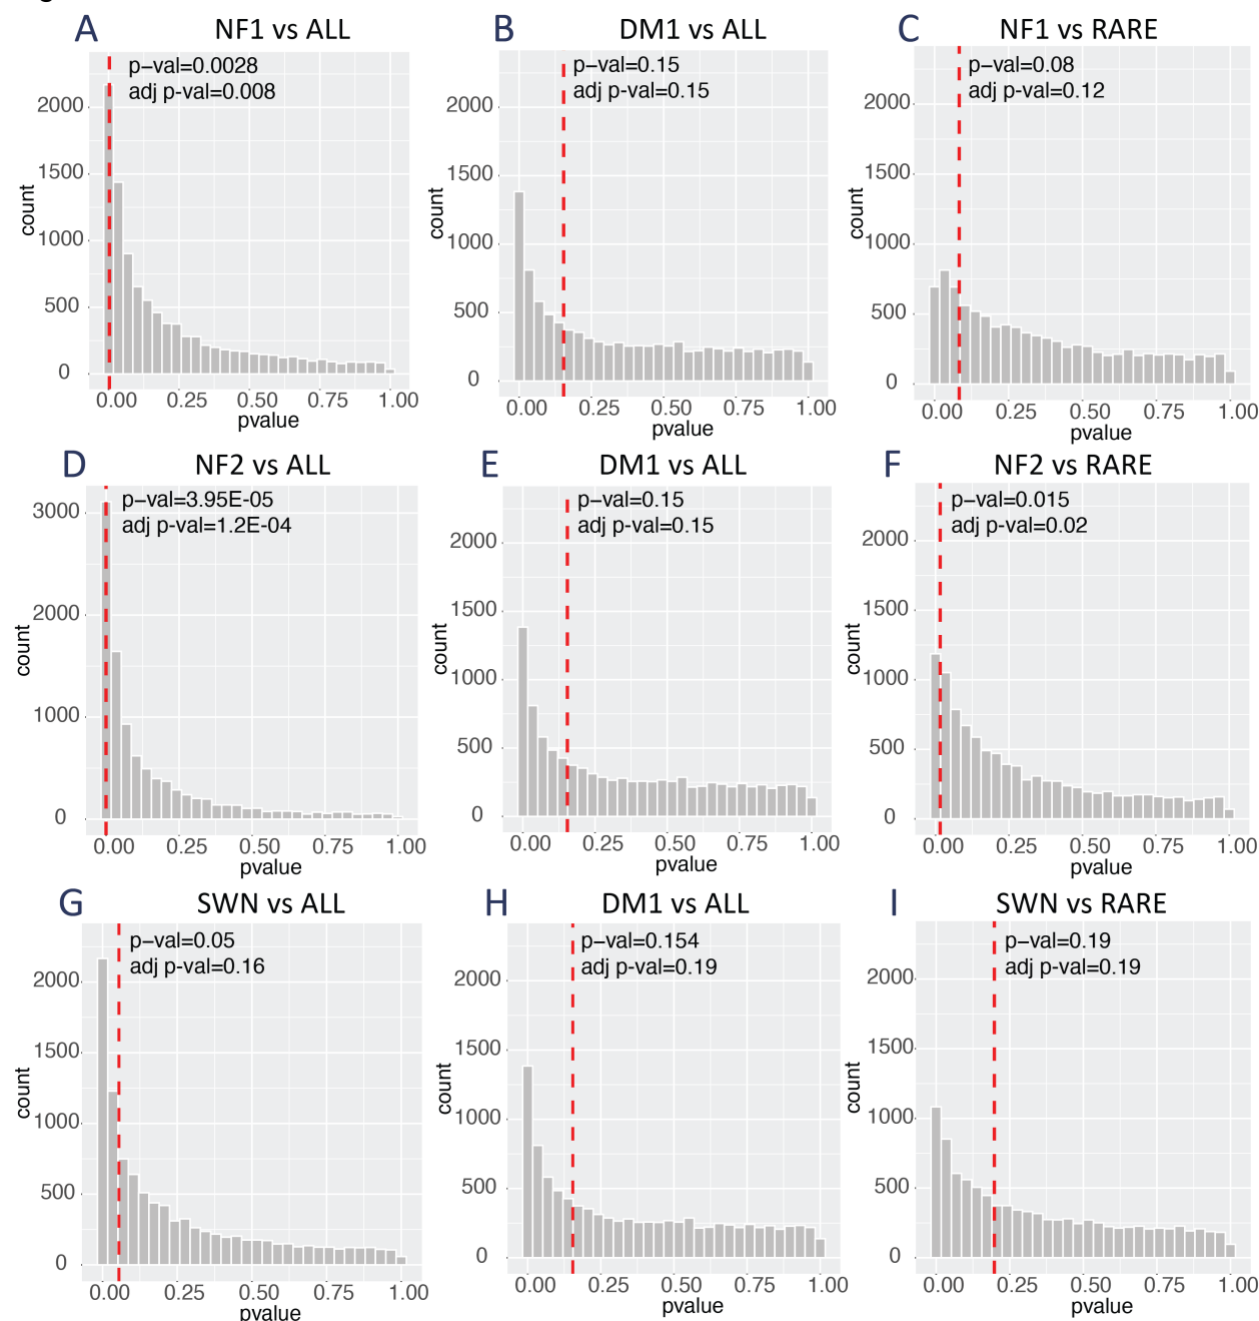 A NF1 vs ALL
p-val=0.0028
adj p-val=0.008
count
2000
1500
1000
500
0
0.00 0.25 0.50 0.75 1.00
pvalue
B DM1 vs ALL
p-val=0.15
adj p-val=0.15
count
2000
1500
1000
500
0
0.00 0.25 0.50 0.75 1.00
pvalue
C NF1 vs RARE
p-val=0.08
adj p-val=0.12
count
2000
1500
1000
500
0
0.00 0.25 0.50 0.75 1.00
pvalue
D NF2 vs ALL
p-val=3.95E-05
adj p-val=1.2E-04
count
3000
2000
1000
0
0.00 0.25 0.50 0.75 1.00
pvalue
E DM1 vs ALL
p-val=0.15
adj p-val=0.15
count
2000
1500
1000
500
0
0.00 0.25 0.50 0.75 1.00
pvalue
F NF2 vs RARE
p-val=0.015
adj p-val=0.02
count
2000
1500
1000
500
0
0.00 0.25 0.50 0.75 1.00
pvalue
G SWN vs ALL
p-val=0.05
adj p-val=0.16
count
2000
1500
1000
500
0
0.00 0.25 0.50 0.75 1.00
pvalue
H DM1 vs ALL
p-val=0.154
adj p-val=0.19
count
2000
1500
1000
500
0
0.00 0.25 0.50 0.75 1.00
pvalue
I SWN vs RARE
p-val=0.19
adj p-val=0.19
count
2000
1500
1000
500
0
0.00 0.25 0.50 0.75 1.00
pvalue